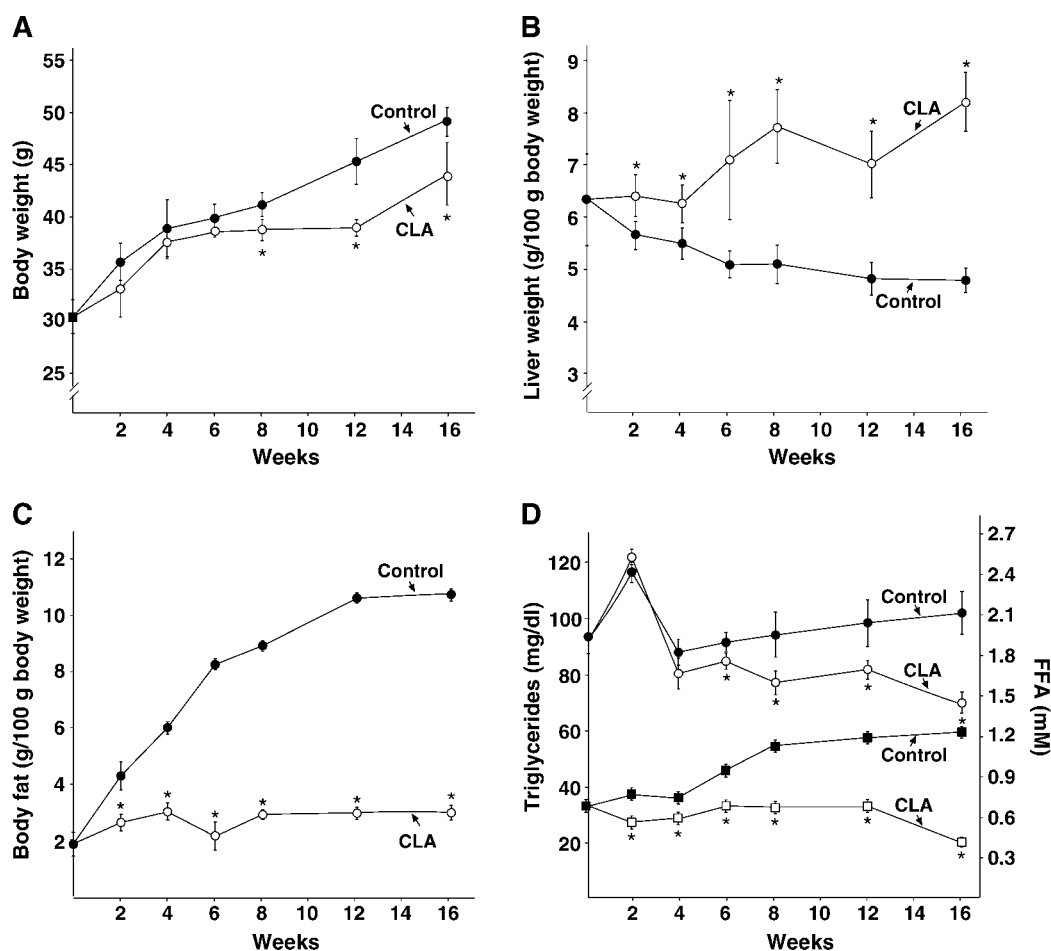 A
Body weight (g)
55
50
45
40
35
30
25
Control
CLA
*
*
*
2 4 6 8 10 12 14 16
Weeks
B
Liver weight (g/100 g body weight)
9
8
7
6
5
4
3
*
*
*
*
*
*
CLA
Control
2 4 6 8 10 12 14 16
Weeks
C
Body fat (g/100 g body weight)
12
10
8
6
4
2
Control
*
*
*
*
*
*
CLA
2 4 6 8 10 12 14 16
Weeks
D
Triglycerides (mg/dl)
120
100
80
60
40
20
Control
CLA
*
*
*
*
Control
CLA
*
*
*
*
*
*
2.7
2.4
2.1
1.8
1.5
1.2
0.9
0.6
0.3
FFA (mM)
2 4 6 8 10 12 14 16
Weeks